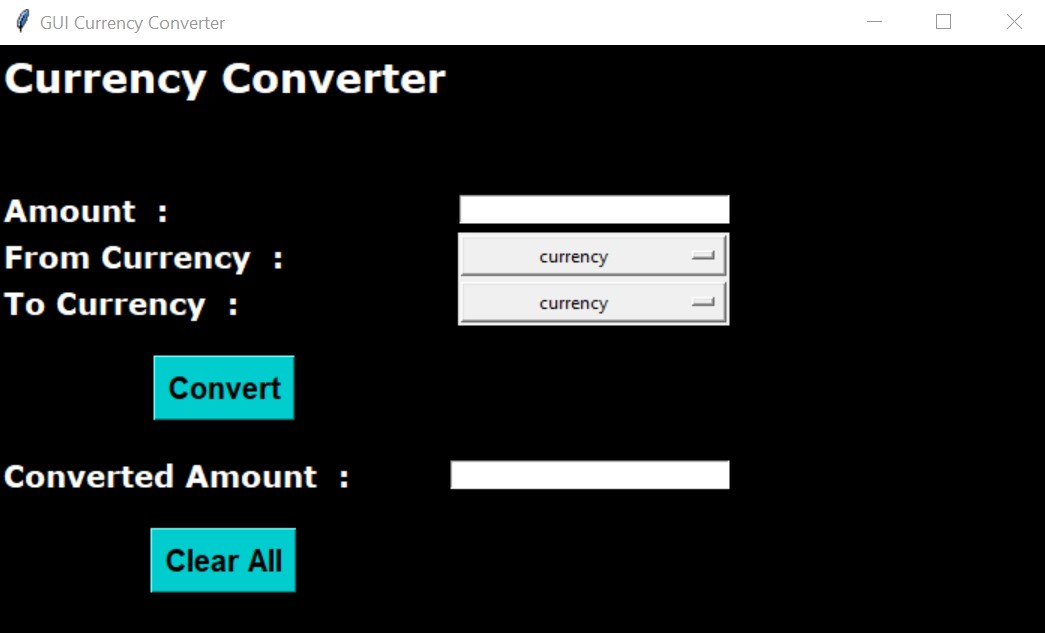 GUI Currency Converter
Currency Converter
Amount  :
From Currency  :
currency
To Currency  :
currency
Convert
Converted Amount  :
Clear All